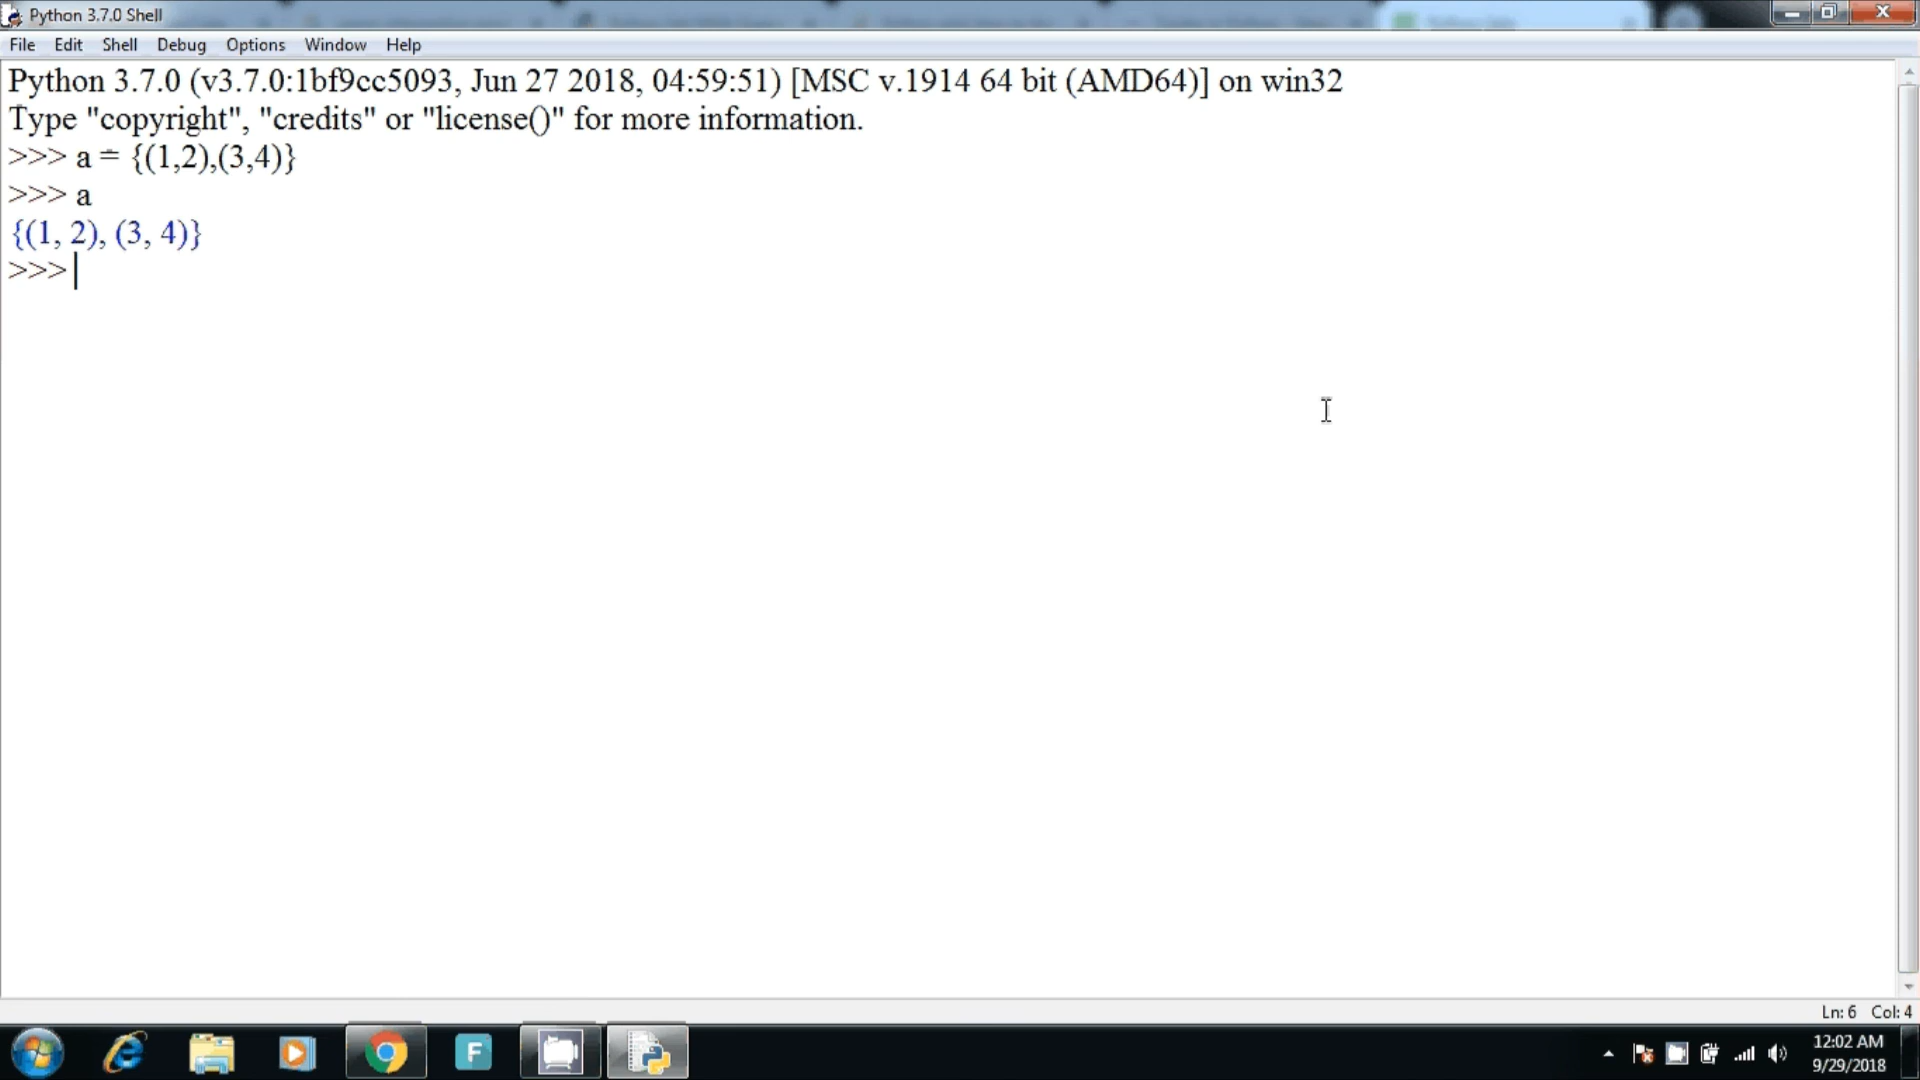 Python 3.7.0 Shell
File Edit Shell Debug Options Window Help
Python 3.7.0 (v3.7.0:1bf9cc5093, Jun 27 2018, 04:59:51) [MSC v.1914 64 bit (AMD64)] on win32
Type "copyright", "credits" or "license()" for more information.
>>> a = {(1,2),(3,4)}
>>> a
{(1, 2), (3, 4)}
>>>
Ln: 6 Col: 4
F
12:02 AM
9/29/2018